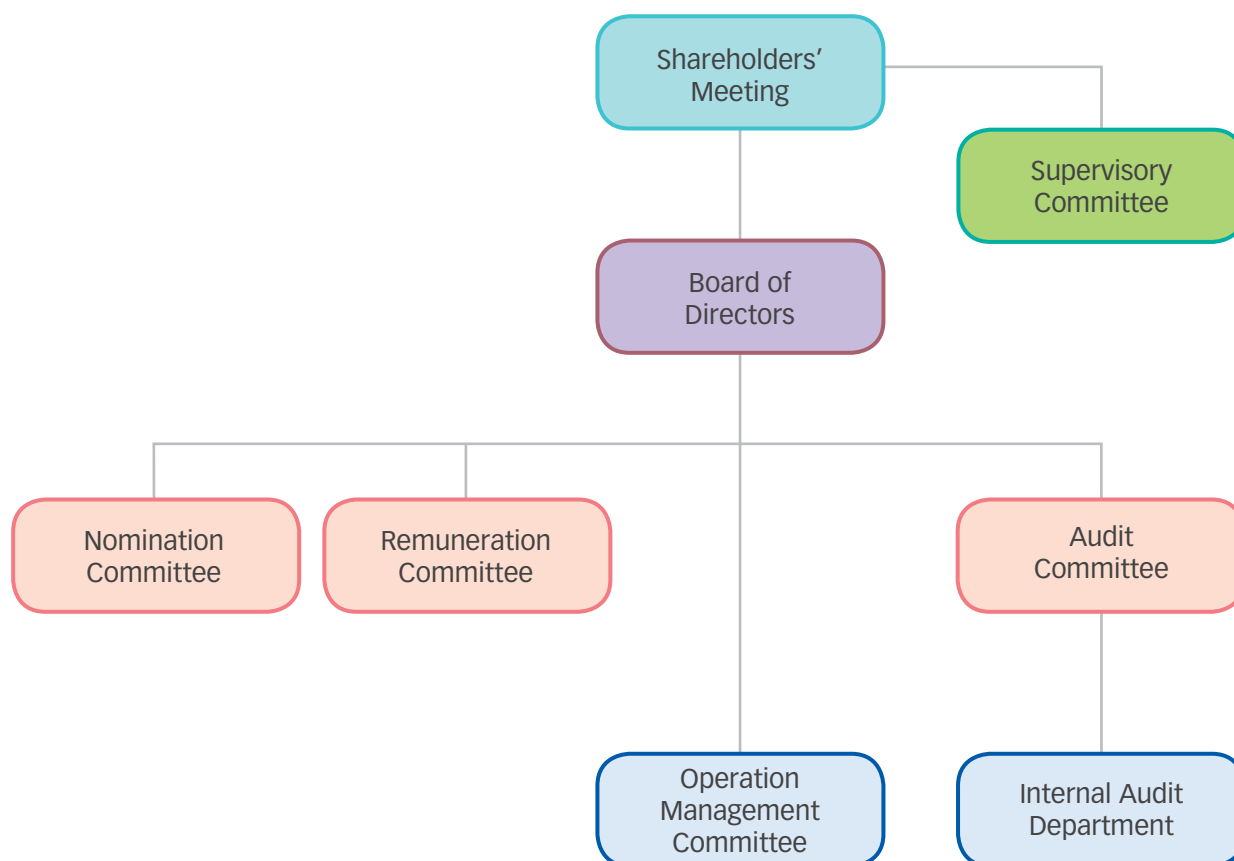 Shareholders’
Meeting
Supervisory
Committee
Board of
Directors
Nomination
Committee
Remuneration
Committee
Audit
Committee
Operation
Management
Committee
Internal Audit
Department